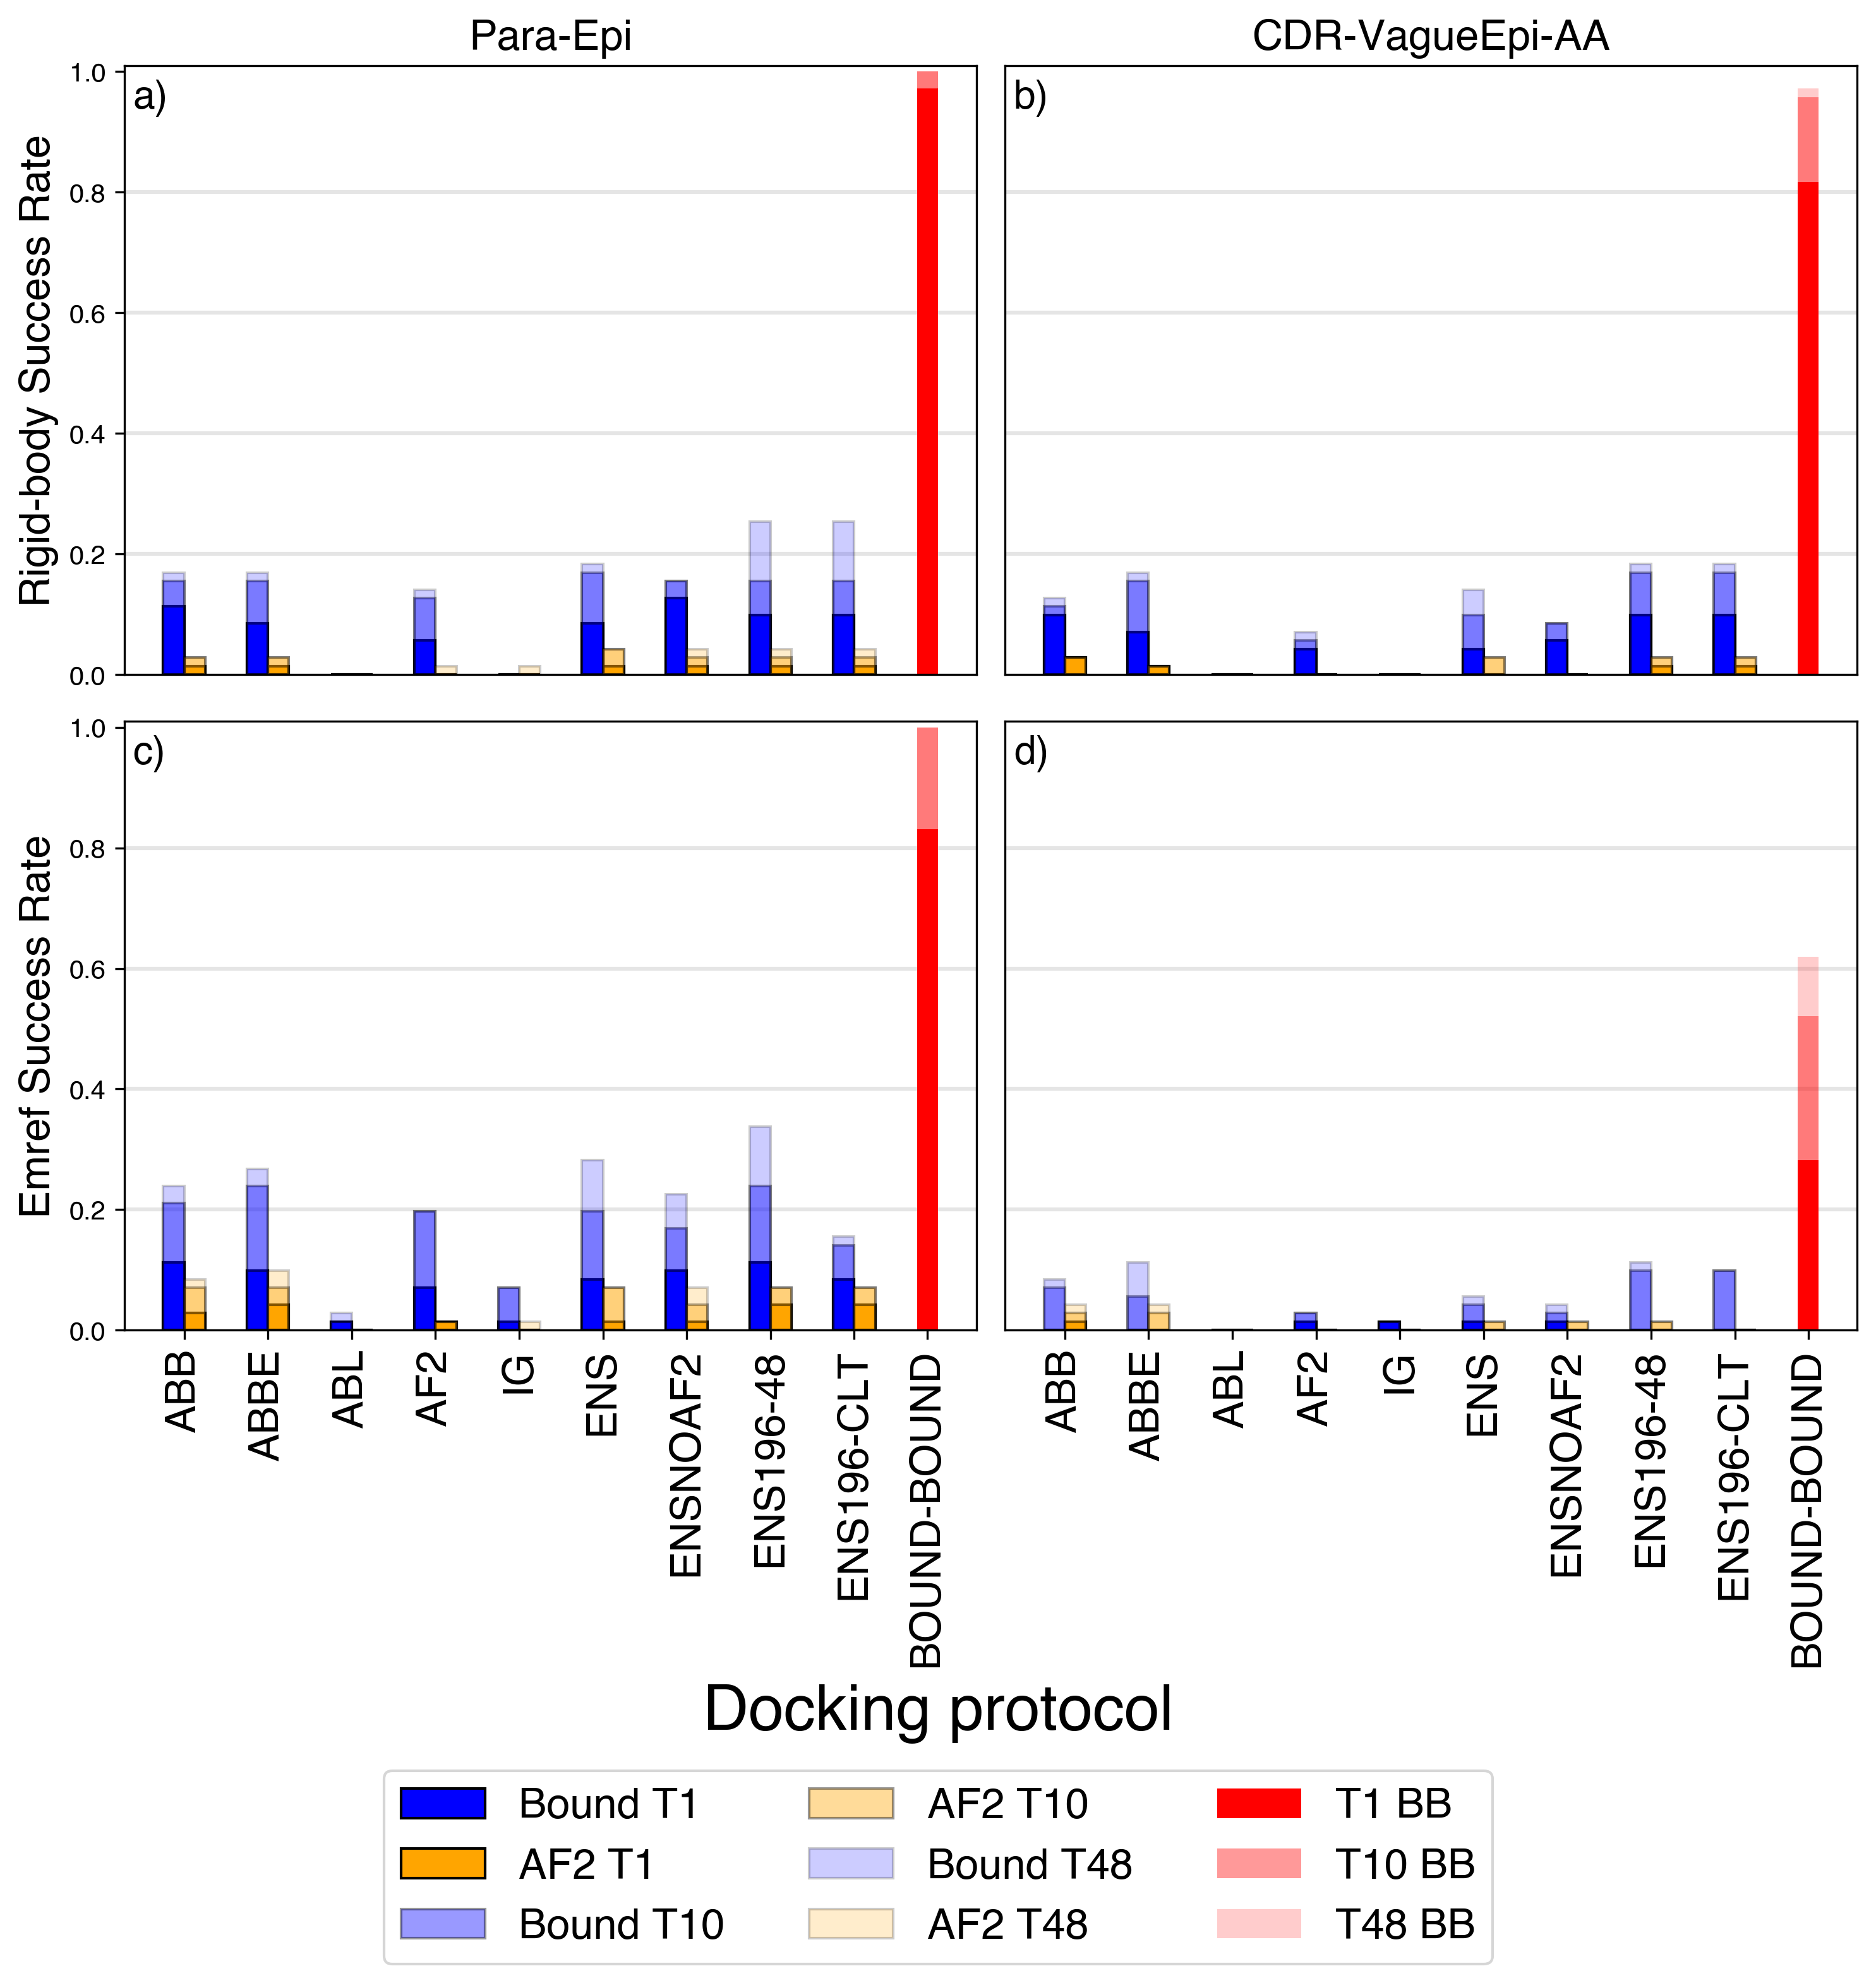 Para-Epi
CDR-VagueEpi-AA
Rigid-body Success Rate
a)
1.0
0.8
0.6
0.4
0.2
0.0
b)
Emref Success Rate
c)
1.0
0.8
0.6
0.4
0.2
0.0
d)
ABB
ABBE
ABL
AF2
IG
ENS
ENSNOAF2
ENS196-48
ENS196-CLT
BOUND-BOUND
ABB
ABBE
ABL
AF2
IG
ENS
ENSNOAF2
ENS196-48
ENS196-CLT
BOUND-BOUND
Docking protocol
Bound T1
AF2 T1
Bound T10
AF2 T10
Bound T48
AF2 T48
T1 BB
T10 BB
T48 BB